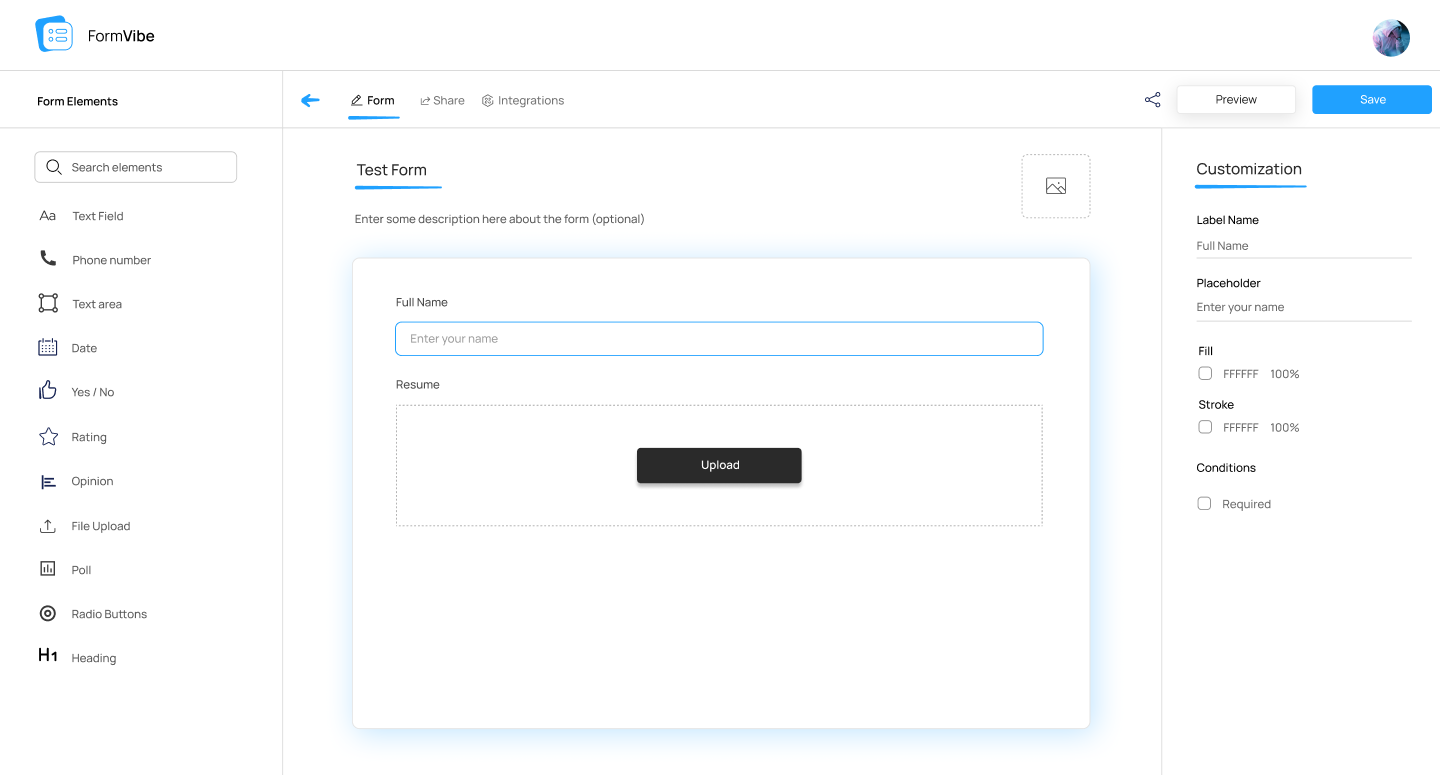 FormVibe
Form Elements
Form
Share
Integrations
Preview
Save
Search elements
Aa Text Field
Phone number
Text area
Date
Yes / No
Rating
Opinion
File Upload
Poll
Radio Buttons
H1 Heading
Test Form
Enter some description here about the form (optional)
Full Name
Enter your name
Resume
Upload
Customization
Label Name
Full Name
Placeholder
Enter your name
Fill
FFFFFF 100%
Stroke
FFFFFF 100%
Conditions
Required